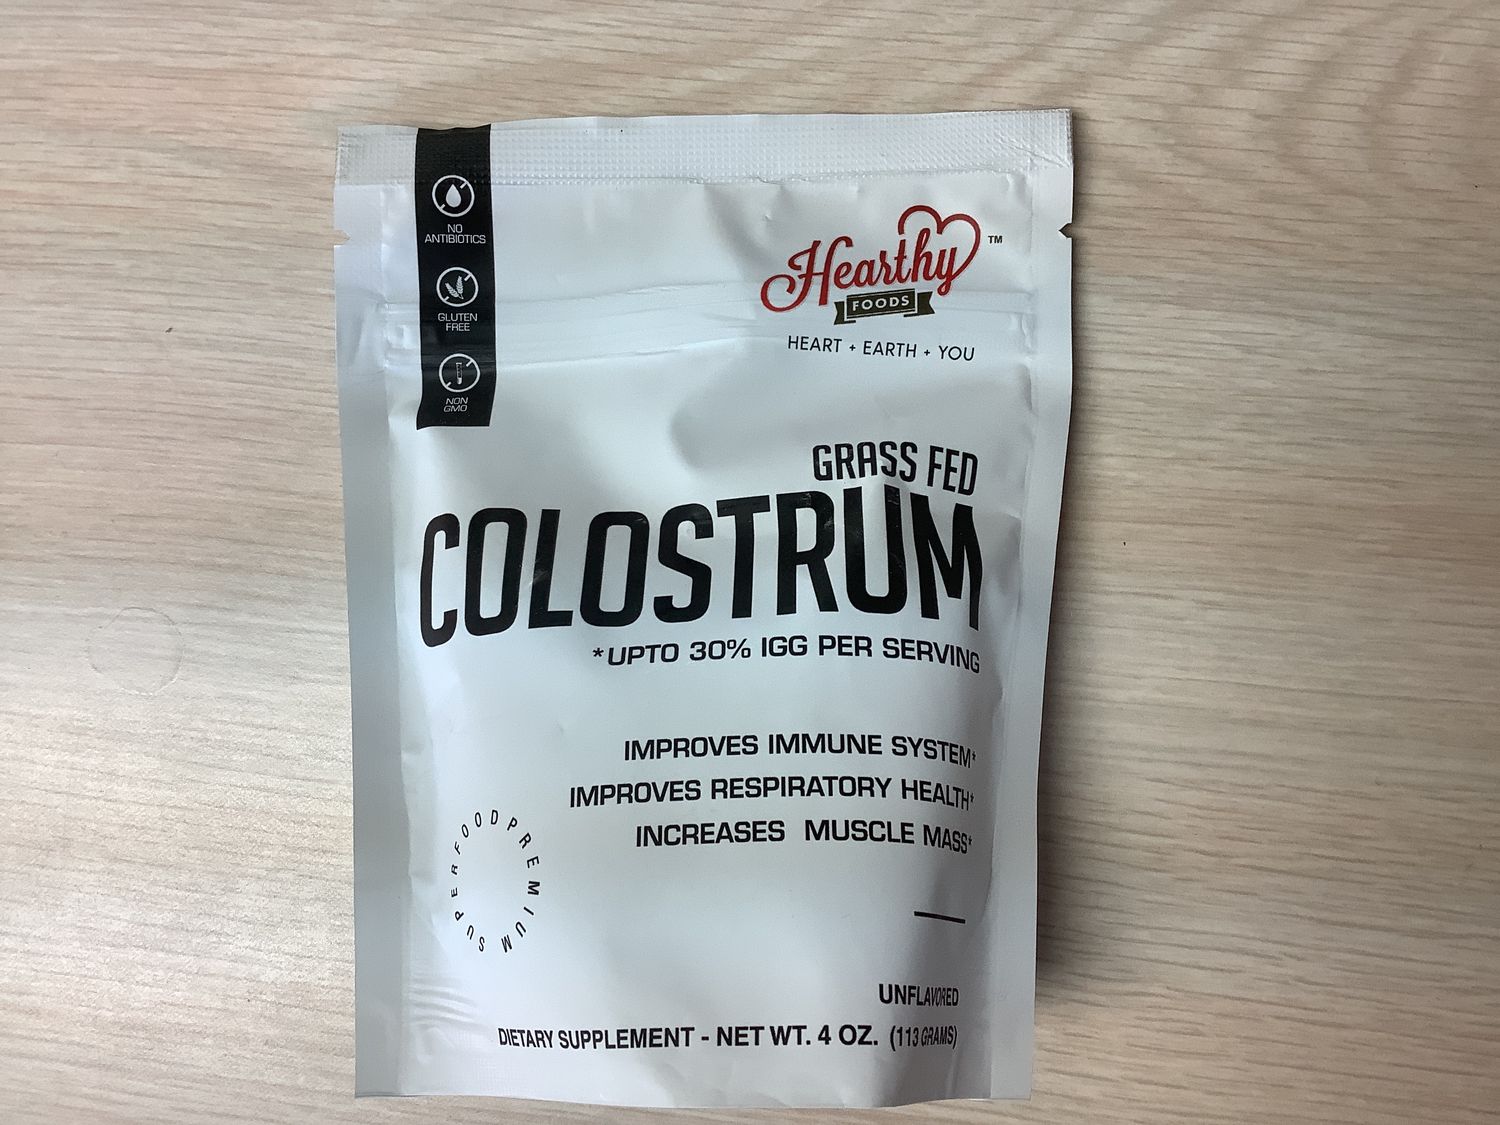 NO
ANTIBIOTICS
GLUTEN
FREE
NON
GMO
Hearthy™
FOODS
HEART + EARTH + YOU
GRASS FED
COLOSTRUM
*UPTO 30% IGG PER SERVING
IMPROVES IMMUNE SYSTEM*
IMPROVES RESPIRATORY HEALTH*
INCREASES MUSCLE MASS*
PREMIUM SUPERFOOD
UNFLAVORED
DIETARY SUPPLEMENT - NET WT. 4 OZ. (113 GRAMS)